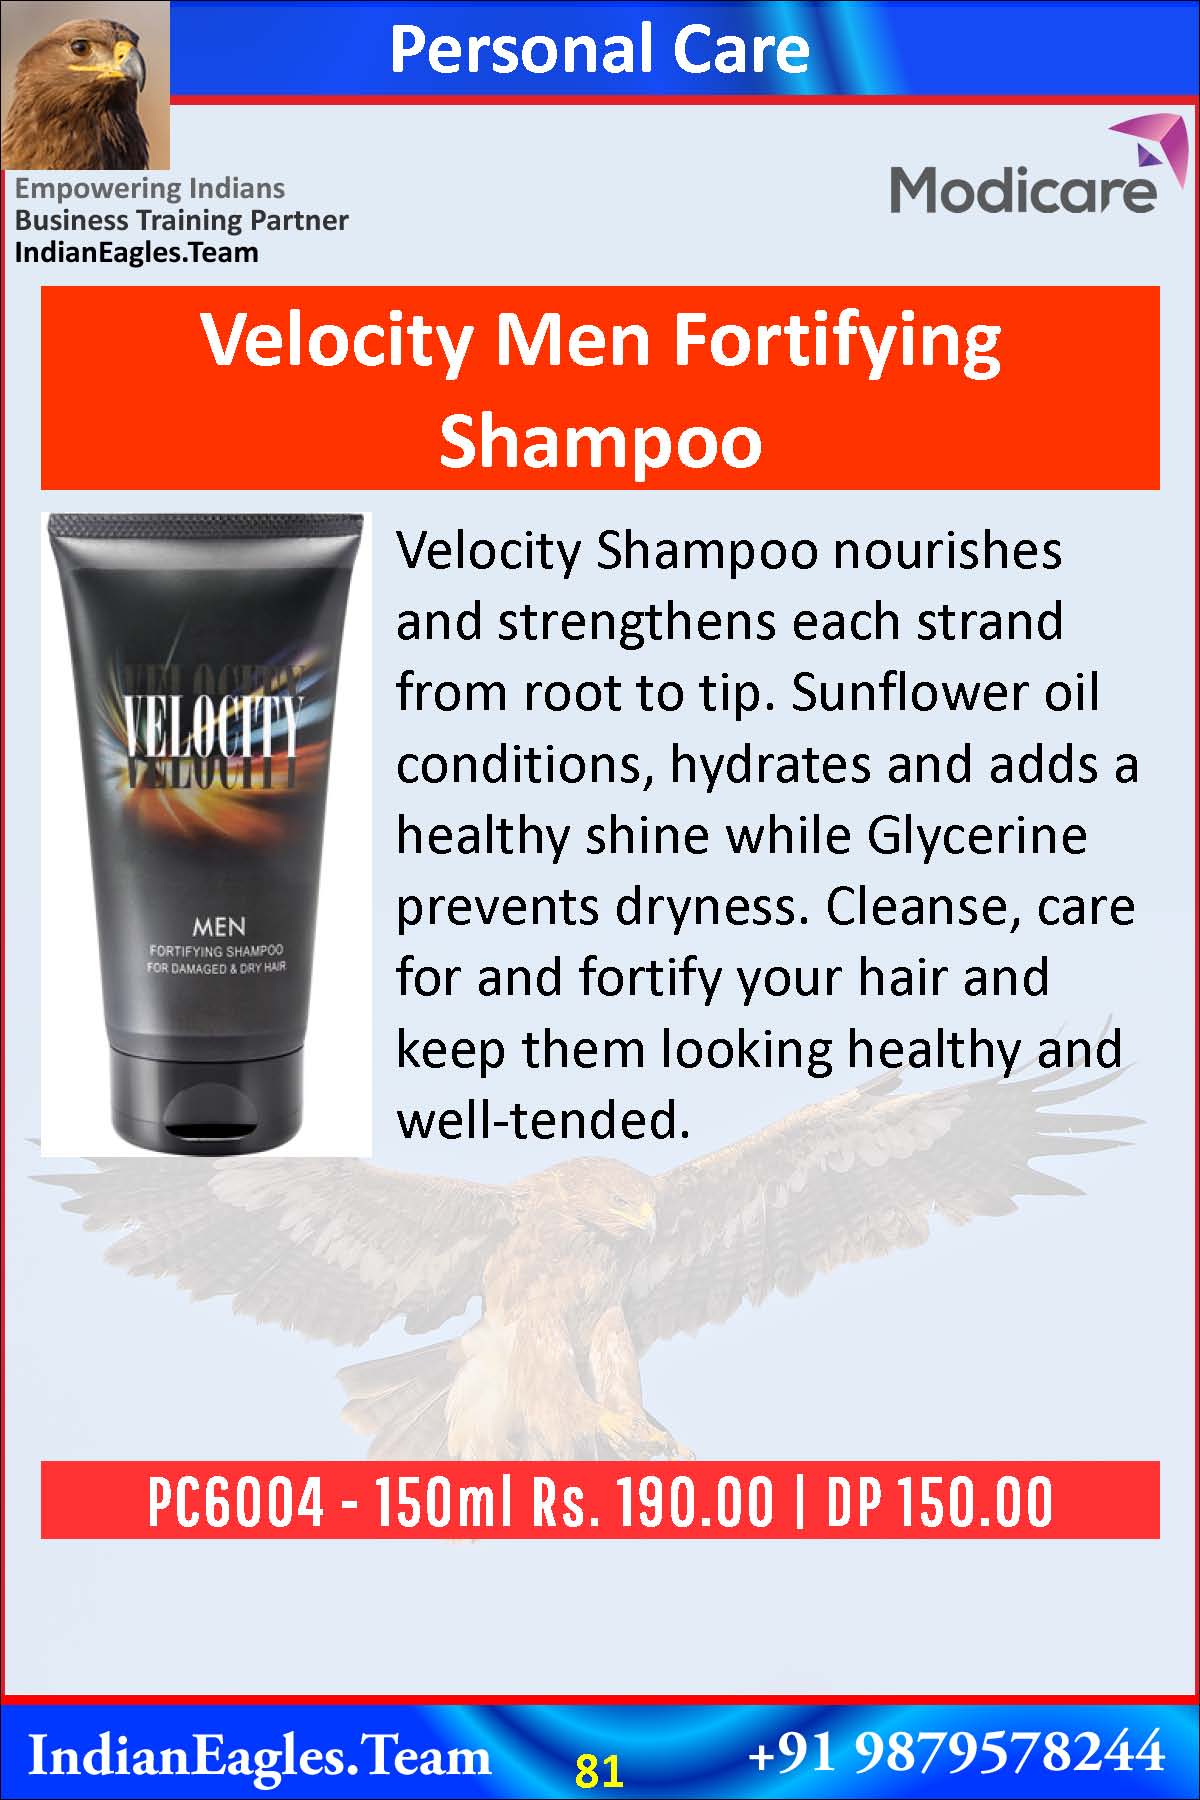 Personal Care
Empowering Indians
Business Training Partner
IndianEagles.Team
Modicare
Velocity Men Fortifying
Shampoo
VELOCITY
VELOCITY
VELOCITY
MEN
FORTIFYING SHAMPOO
FOR DAMAGED & DRY HAIR
Velocity Shampoo nourishes
and strengthens each strand
from root to tip. Sunflower oil
conditions, hydrates and adds a
healthy shine while Glycerine
prevents dryness. Cleanse, care
for and fortify your hair and
keep them looking healthy and
well-tended.
PC6004 - 150ml Rs. 190.00 | DP 150.00
IndianEagles.Team
81
+91 9879578244